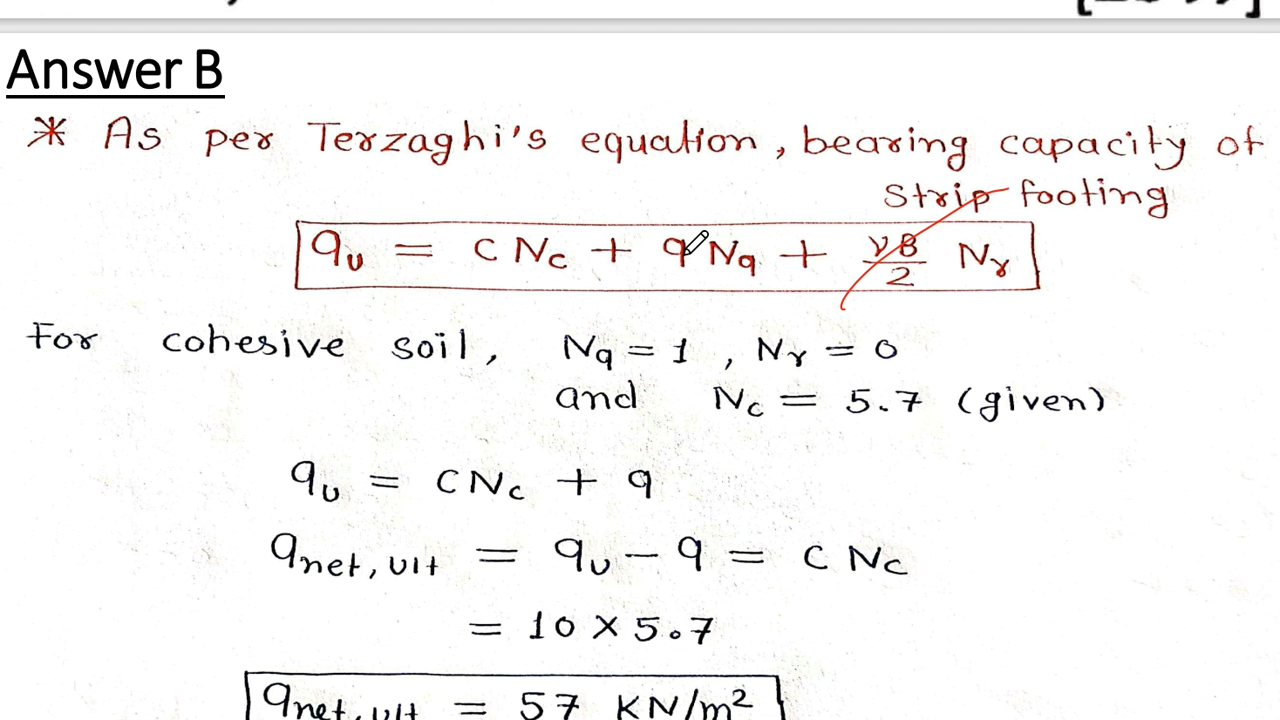 Answer B
* As per Terzaghi's equation, bearing capacity of
strip footing
qu = CNc + qNq + γB/2 Nγ
For cohesive soil, Nq = 1, Nγ = 0
and Nc = 5.7 (given)
qu = CNc + q
qnet, ult = qu - q = CNc
= 10 × 5.7
qnet, ult = 57 KN/m²